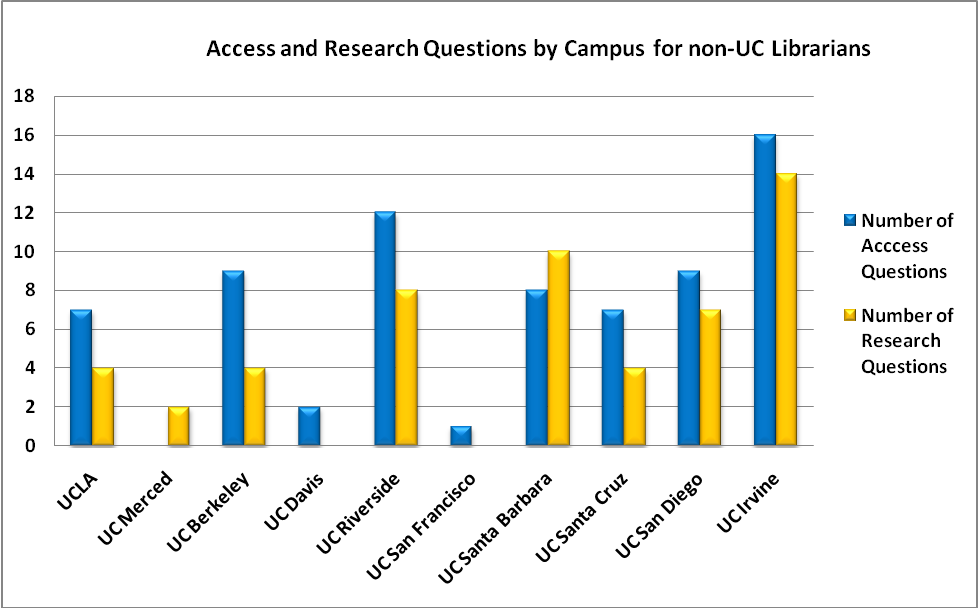 Access and Research Questions by Campus for non-UC Librarians
18
16
14
12
10
8
6
4
2
0
UCLA
UC Merced
UC Berkeley
UC Davis
UC Riverside
UC San Francisco
UC Santa Barbara
UC Santa Cruz
UC San Diego
UC Irvine
Number of
Acccess
Questions
Number of
Research
Questions